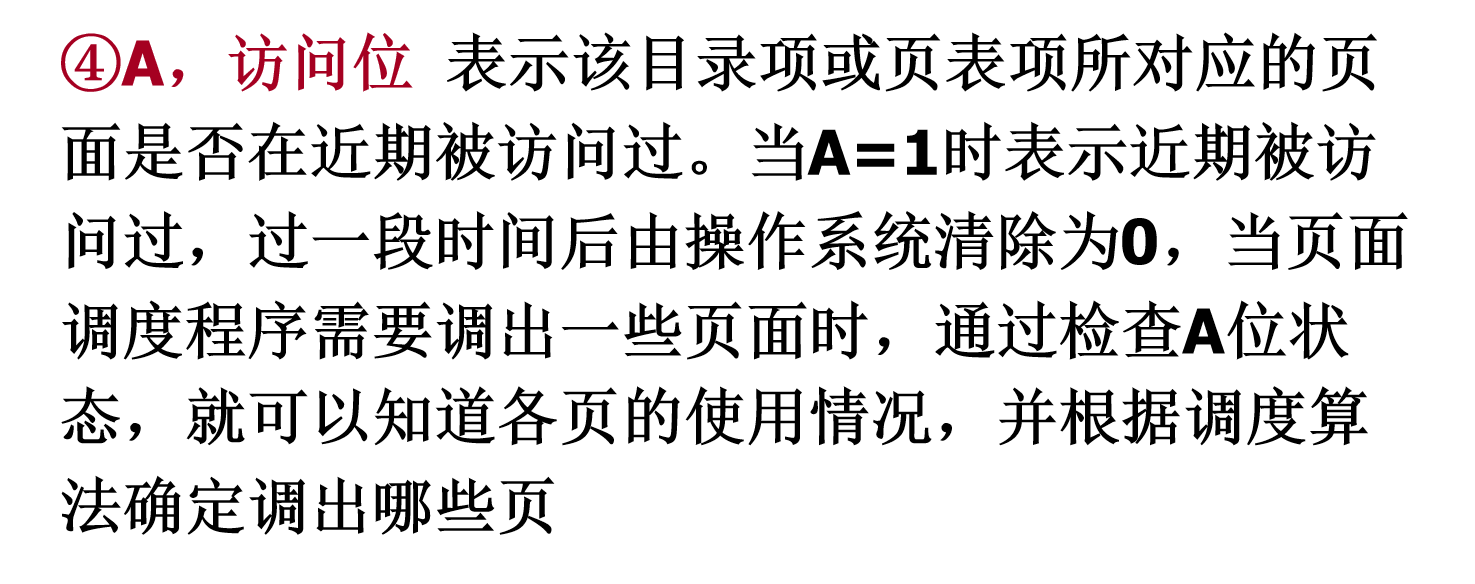 ④A，访问位 表示该目录项或页表项所对应的页
面是否在近期被访问过。当A=1时表示近期被访
问过，过一段时间后由操作系统清除为0，当页面
调度程序需要调出一些页面时，通过检查A位状
态，就可以知道各页的使用情况，并根据调度算
法确定调出哪些页